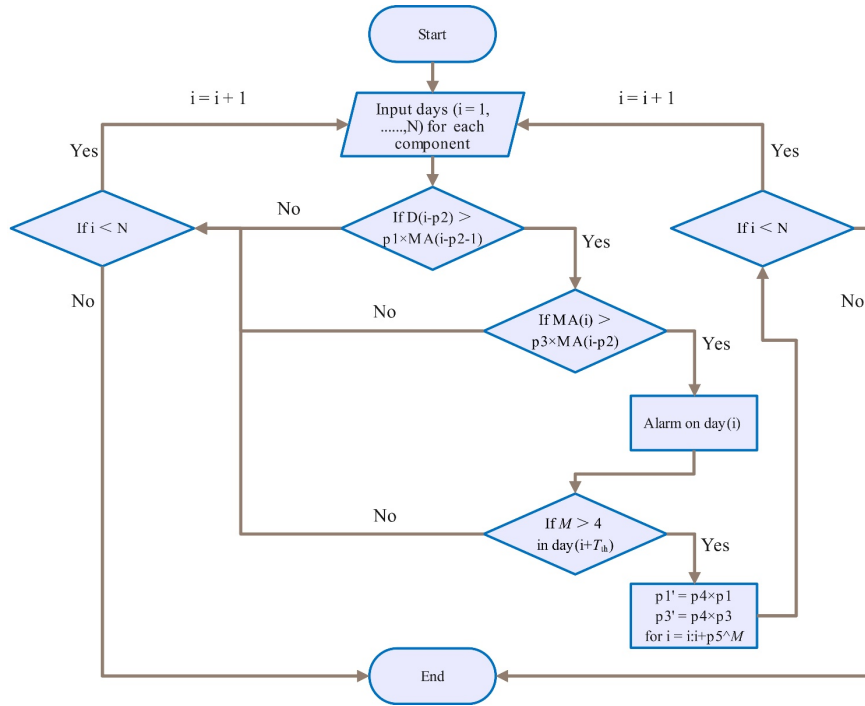 Start
i = i + 1
i = i + 1
Input days (i = 1,
......,N) for each
component
Yes
Yes
No
If D(i-p2) >
p1×MA(i-p2-1)
If i < N
If i < N
Yes
No
No
No
If MA(i) >
p3×MA(i-p2)
Yes
Alarm on day(i)
No
If M > 4
in day(i+Tth)
Yes
p1' = p4×p1
p3' = p4×p3
for i = i:i+p5^M
End